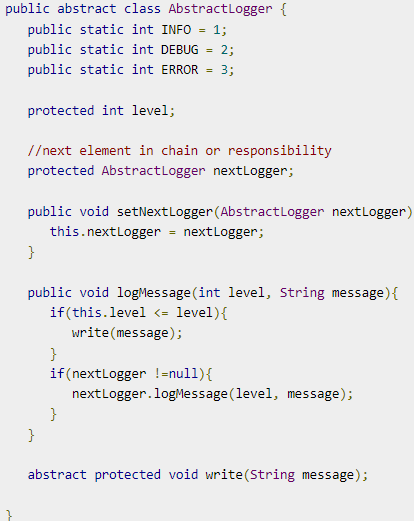 public abstract class AbstractLogger {
public static int INFO = 1;
public static int DEBUG = 2;
public static int ERROR = 3;
protected int level;
//next element in chain or responsibility
protected AbstractLogger nextLogger;
public void setNextLogger(AbstractLogger nextLogger)
this.nextLogger = nextLogger;
}
public void logMessage(int level, String message){
if(this.level <= level){
write(message);
}
if(nextLogger !=null){
nextLogger.logMessage(level, message);
}
}
abstract protected void write(String message);
}